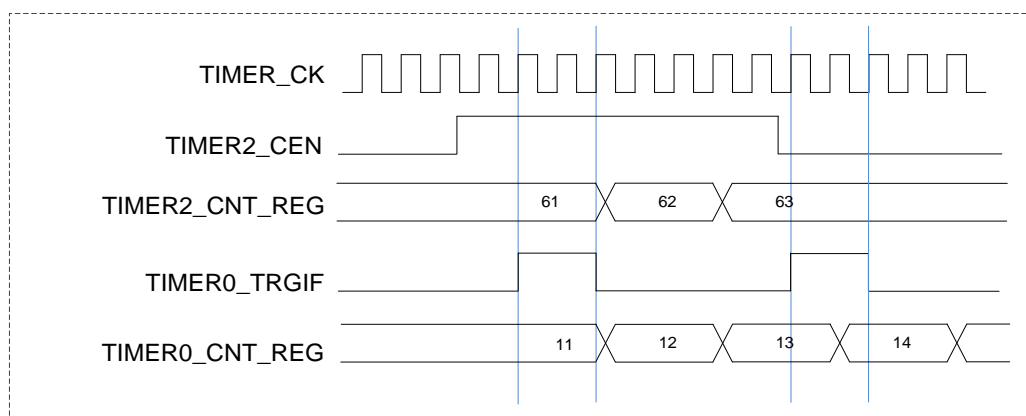 TIMER_CK
TIMER2_CEN
TIMER2_CNT_REG 61 62 63
TIMER0_TRGIF
TIMER0_CNT_REG 11 12 13 14